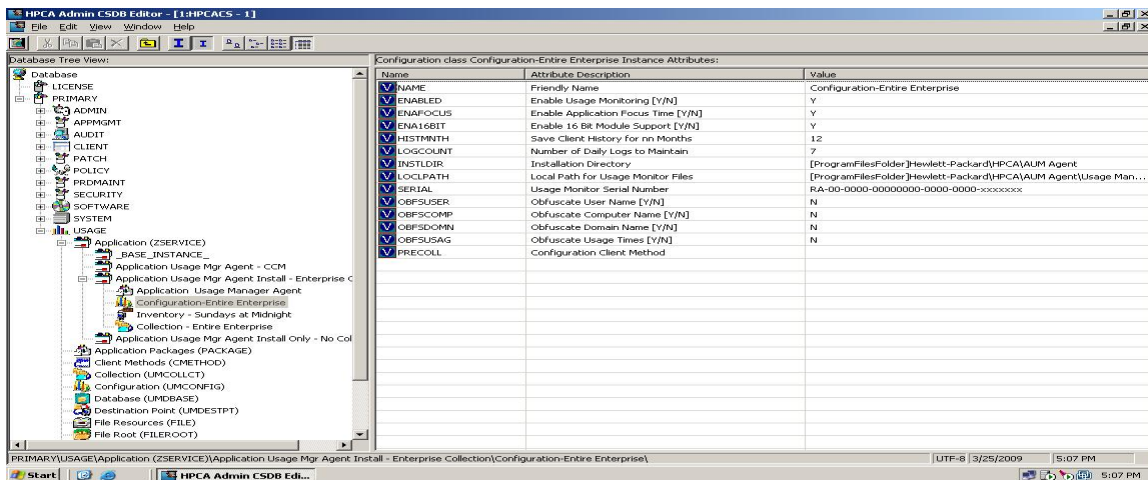 HPCA Admin CSDB Editor - [1:HPCACS - 1]
File Edit View Window Help
Database Tree View:
Configuration class Configuration-Entire Enterprise Instance Attributes:
Database
LICENSE
PRIMARY
ADMIN
APPMGMT
AUDIT
CLIENT
PATCH
POLICY
PRDMAINT
SECURITY
SOFTWARE
SYSTEM
USAGE
Application (ZSERVICE)
_BASE_INSTANCE_
Application Usage Mgr Agent - CCM
Application Usage Mgr Agent Install - Enterprise C
Application Usage Manager Agent
Configuration-Entire Enterprise
Inventory - Sundays at Midnight
Collection - Entire Enterprise
Application Usage Mgr Agent Install Only - No Col
Application Packages (PACKAGE)
Client Methods (CMETHOD)
Collection (UMCOLLCT)
Configuration (UMCONFIG)
Database (UMDBASE)
Destination Point (UMDESTPT)
File Resources (FILE)
File Root (FILEROOT)
Name Attribute Description Value
NAME Friendly Name Configuration-Entire Enterprise
ENABLED Enable Usage Monitoring [Y/N] Y
ENAFOCUS Enable Application Focus Time [Y/N] Y
ENA16BIT Enable 16 Bit Module Support [Y/N] Y
HISTMNTH Save Client History for nn Months 12
LOGCOUNT Number of Daily Logs to Maintain 7
INSTLDIR Installation Directory [ProgramFilesFolder]Hewlett-Packard\HPCA\AUM Agent
LOCLPATH Local Path for Usage Monitor Files [ProgramFilesFolder]Hewlett-Packard\HPCA\AUM Agent\Usage Man...
SERIAL Usage Monitor Serial Number RA-00-0000-00000000-0000-0000-xxxxxxx
OBFSUSER Obfuscate User Name [Y/N] N
OBFSCOMP Obfuscate Computer Name [Y/N] N
OBFSDOMN Obfuscate Domain Name [Y/N] N
OBFSUSAG Obfuscate Usage Times [Y/N] N
PRECOLL Configuration Client Method
PRIMARY\USAGE\Application (ZSERVICE)\Application Usage Mgr Agent Install - Enterprise Collection\Configuration-Entire Enterprise\ UTF-8 3/25/2009 5:07 PM
Start HPCA Admin CSDB Edi... 5:07 PM